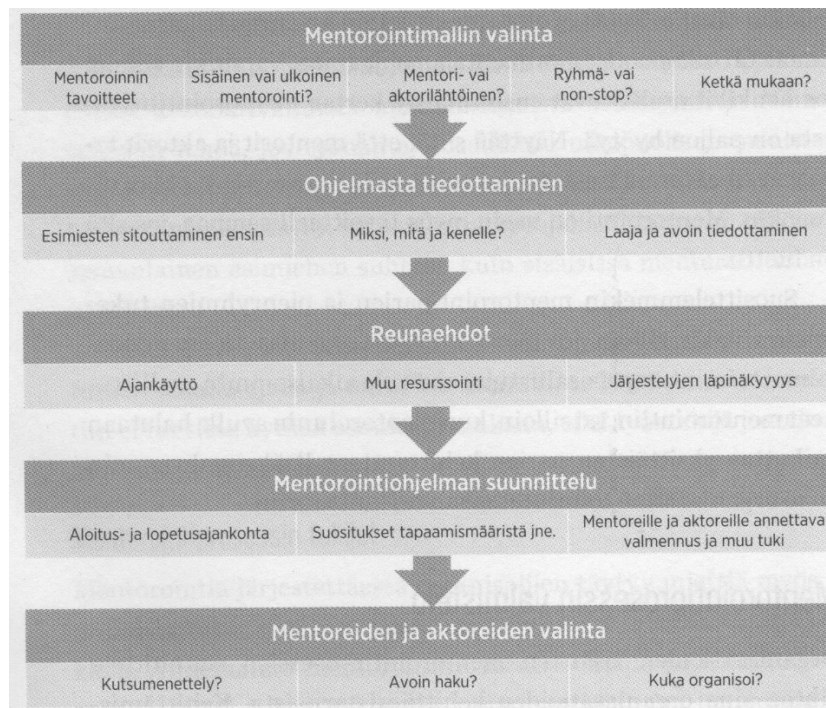 Mentorointimallin valinta
Mentoroinnin tavoitteet
Sisäinen vai ulkoinen mentorointi?
Mentori- vai aktorilähtöinen?
Ryhmä- vai non-stop?
Ketkä mukaan?
Ohjelmasta tiedottaminen
Esimiesten sitouttaminen ensin
Miksi, mitä ja kenelle?
Laaja ja avoin tiedottaminen
Reunaehdot
Ajankäyttö
Muu resurssointi
Järjestelyjen läpinäkyvyys
Mentorointiohjelman suunnittelu
Aloitus- ja lopetusajankohta
Suositukset tapaamismääristä jne.
Mentoreille ja aktoreille annettava
valmennus ja muu tuki
Mentoreiden ja aktoreiden valinta
Kutsumenettely?
Avoin haku?
Kuka organisoi?